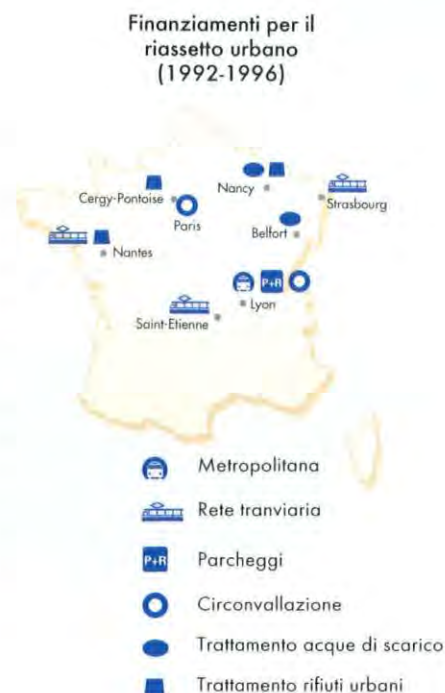 Finanziamenti per il
riassetto urbano
(1992-1996)
Nancy
Strasbourg
Cergy-Pontoise
Paris
Belfort
Nantes
P+R
Lyon
Saint-Etienne
Metropolitana
Rete tranviaria
P+R Parcheggi
Circonvallazione
Trattamento acque di scarico
Trattamento rifiuti urbani